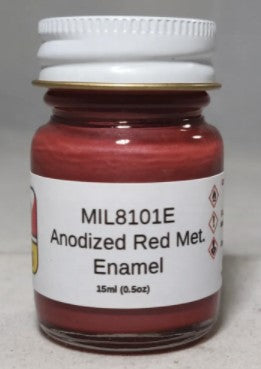 MIL8101E
Anodized Red Met.
Enamel
15ml (0.5oz)